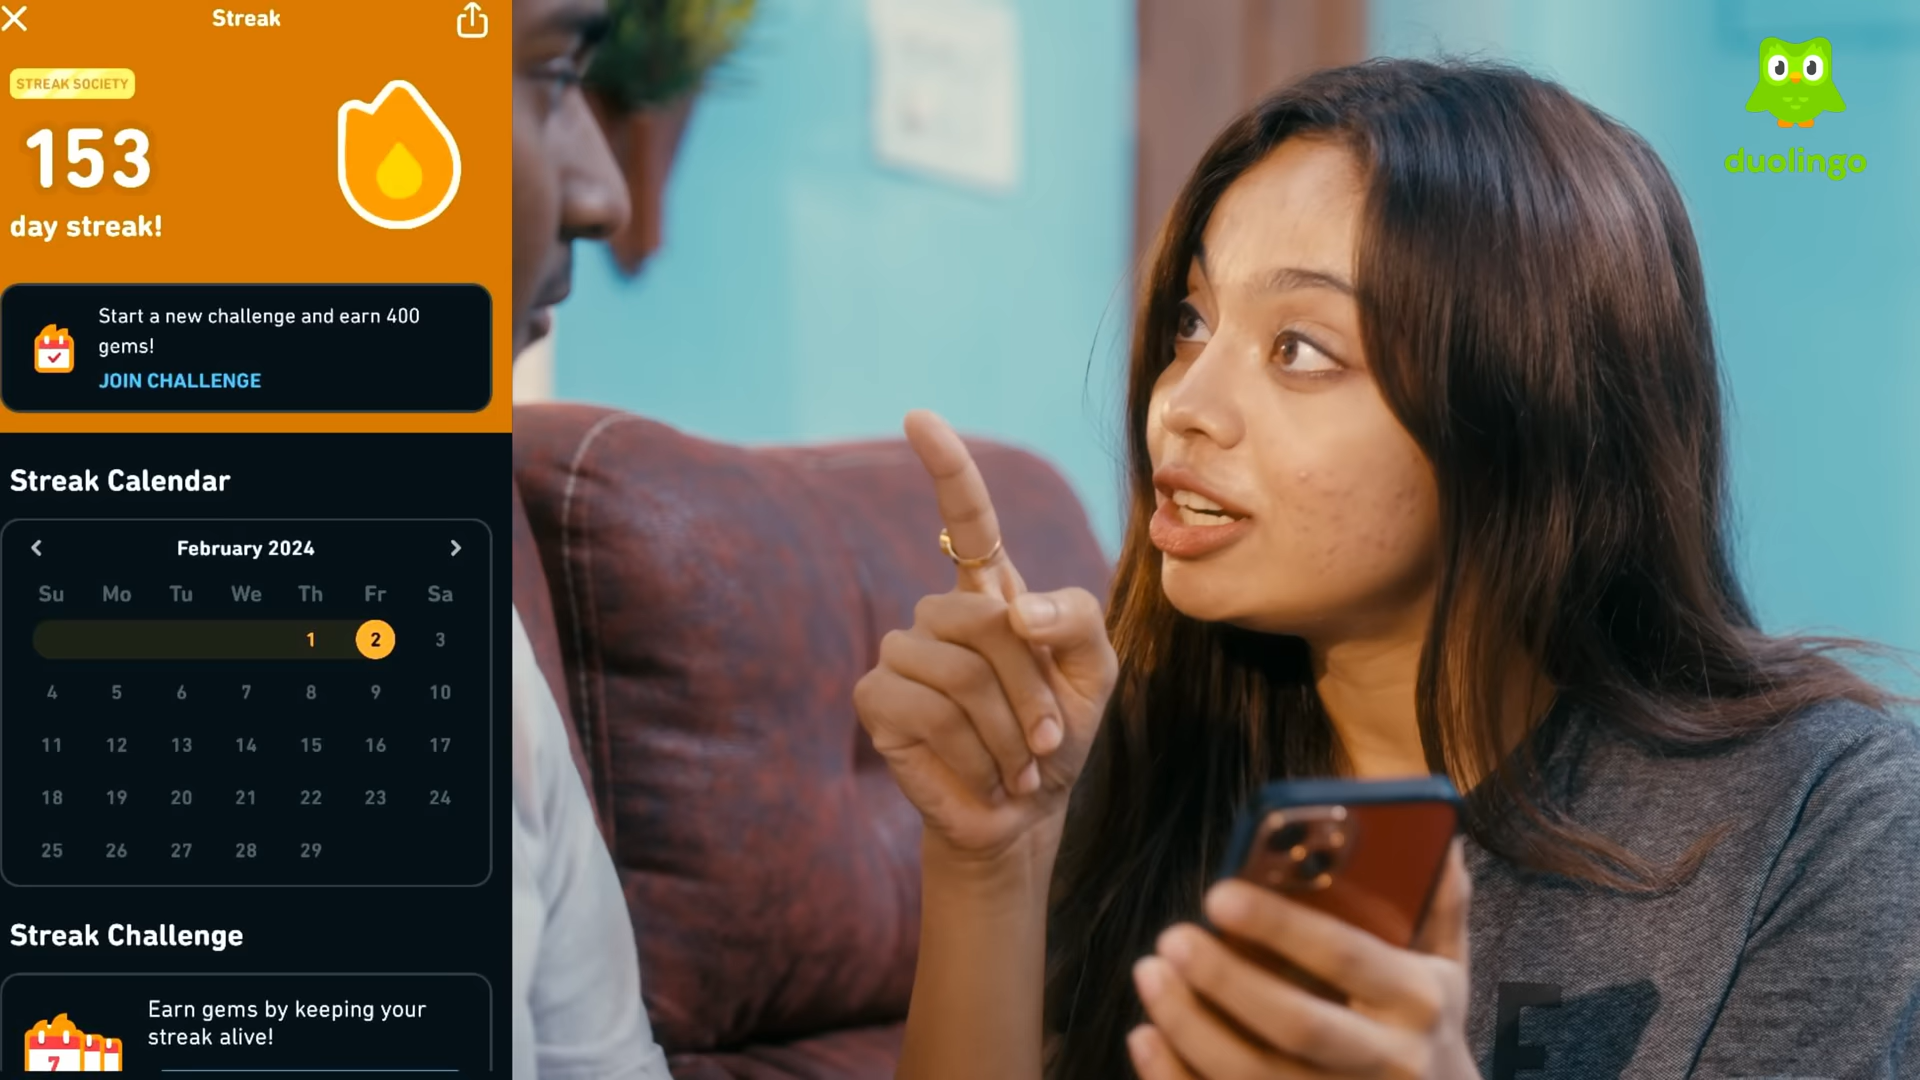 Streak
STREAK SOCIETY
153
day streak!
Start a new challenge and earn 400
gems!
JOIN CHALLENGE
Streak Calendar
February 2024
Su Mo Tu We Th Fr Sa
1 2 3
4 5 6 7 8 9 10
11 12 13 14 15 16 17
18 19 20 21 22 23 24
25 26 27 28 29
Streak Challenge
Earn gems by keeping your
streak alive!
7
duolingo